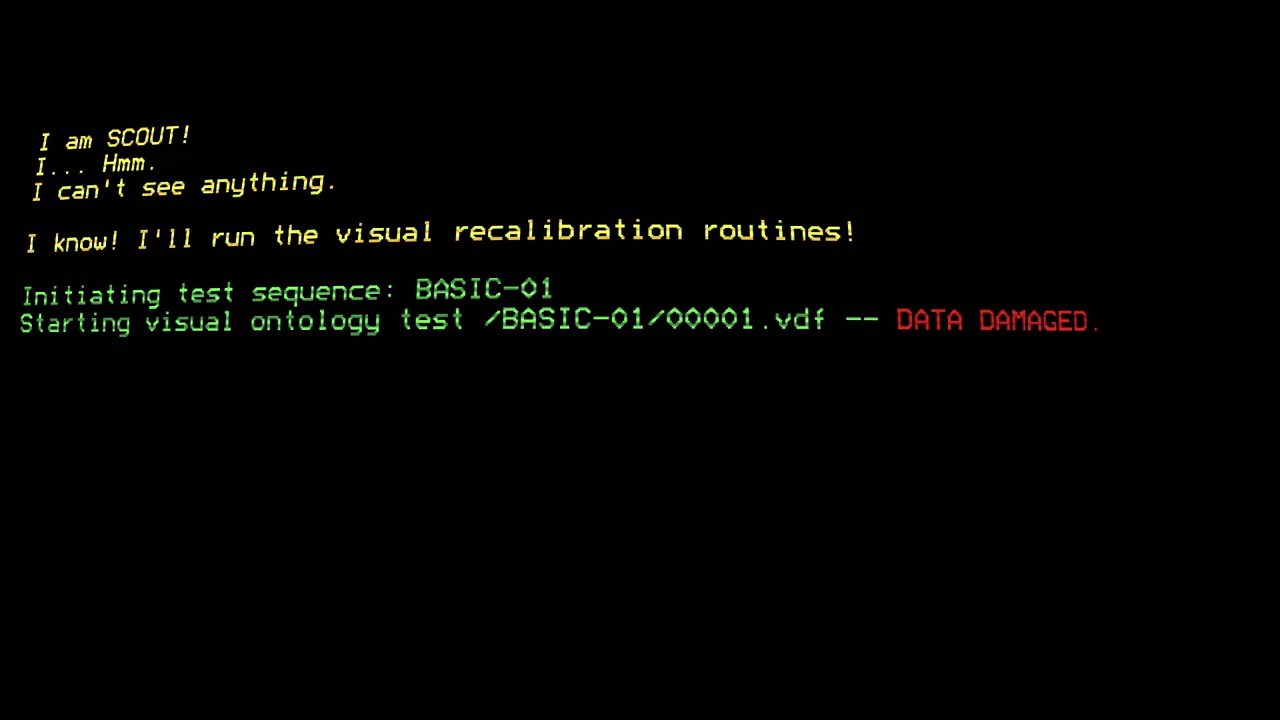 I am SCOUT!
I... Hmm.
I can't see anything.
I know! I'll run the visual recalibration routines!
Initiating test sequence: BASIC-01
Starting visual ontology test /BASIC-01/00001.vdf -- DATA DAMAGED.